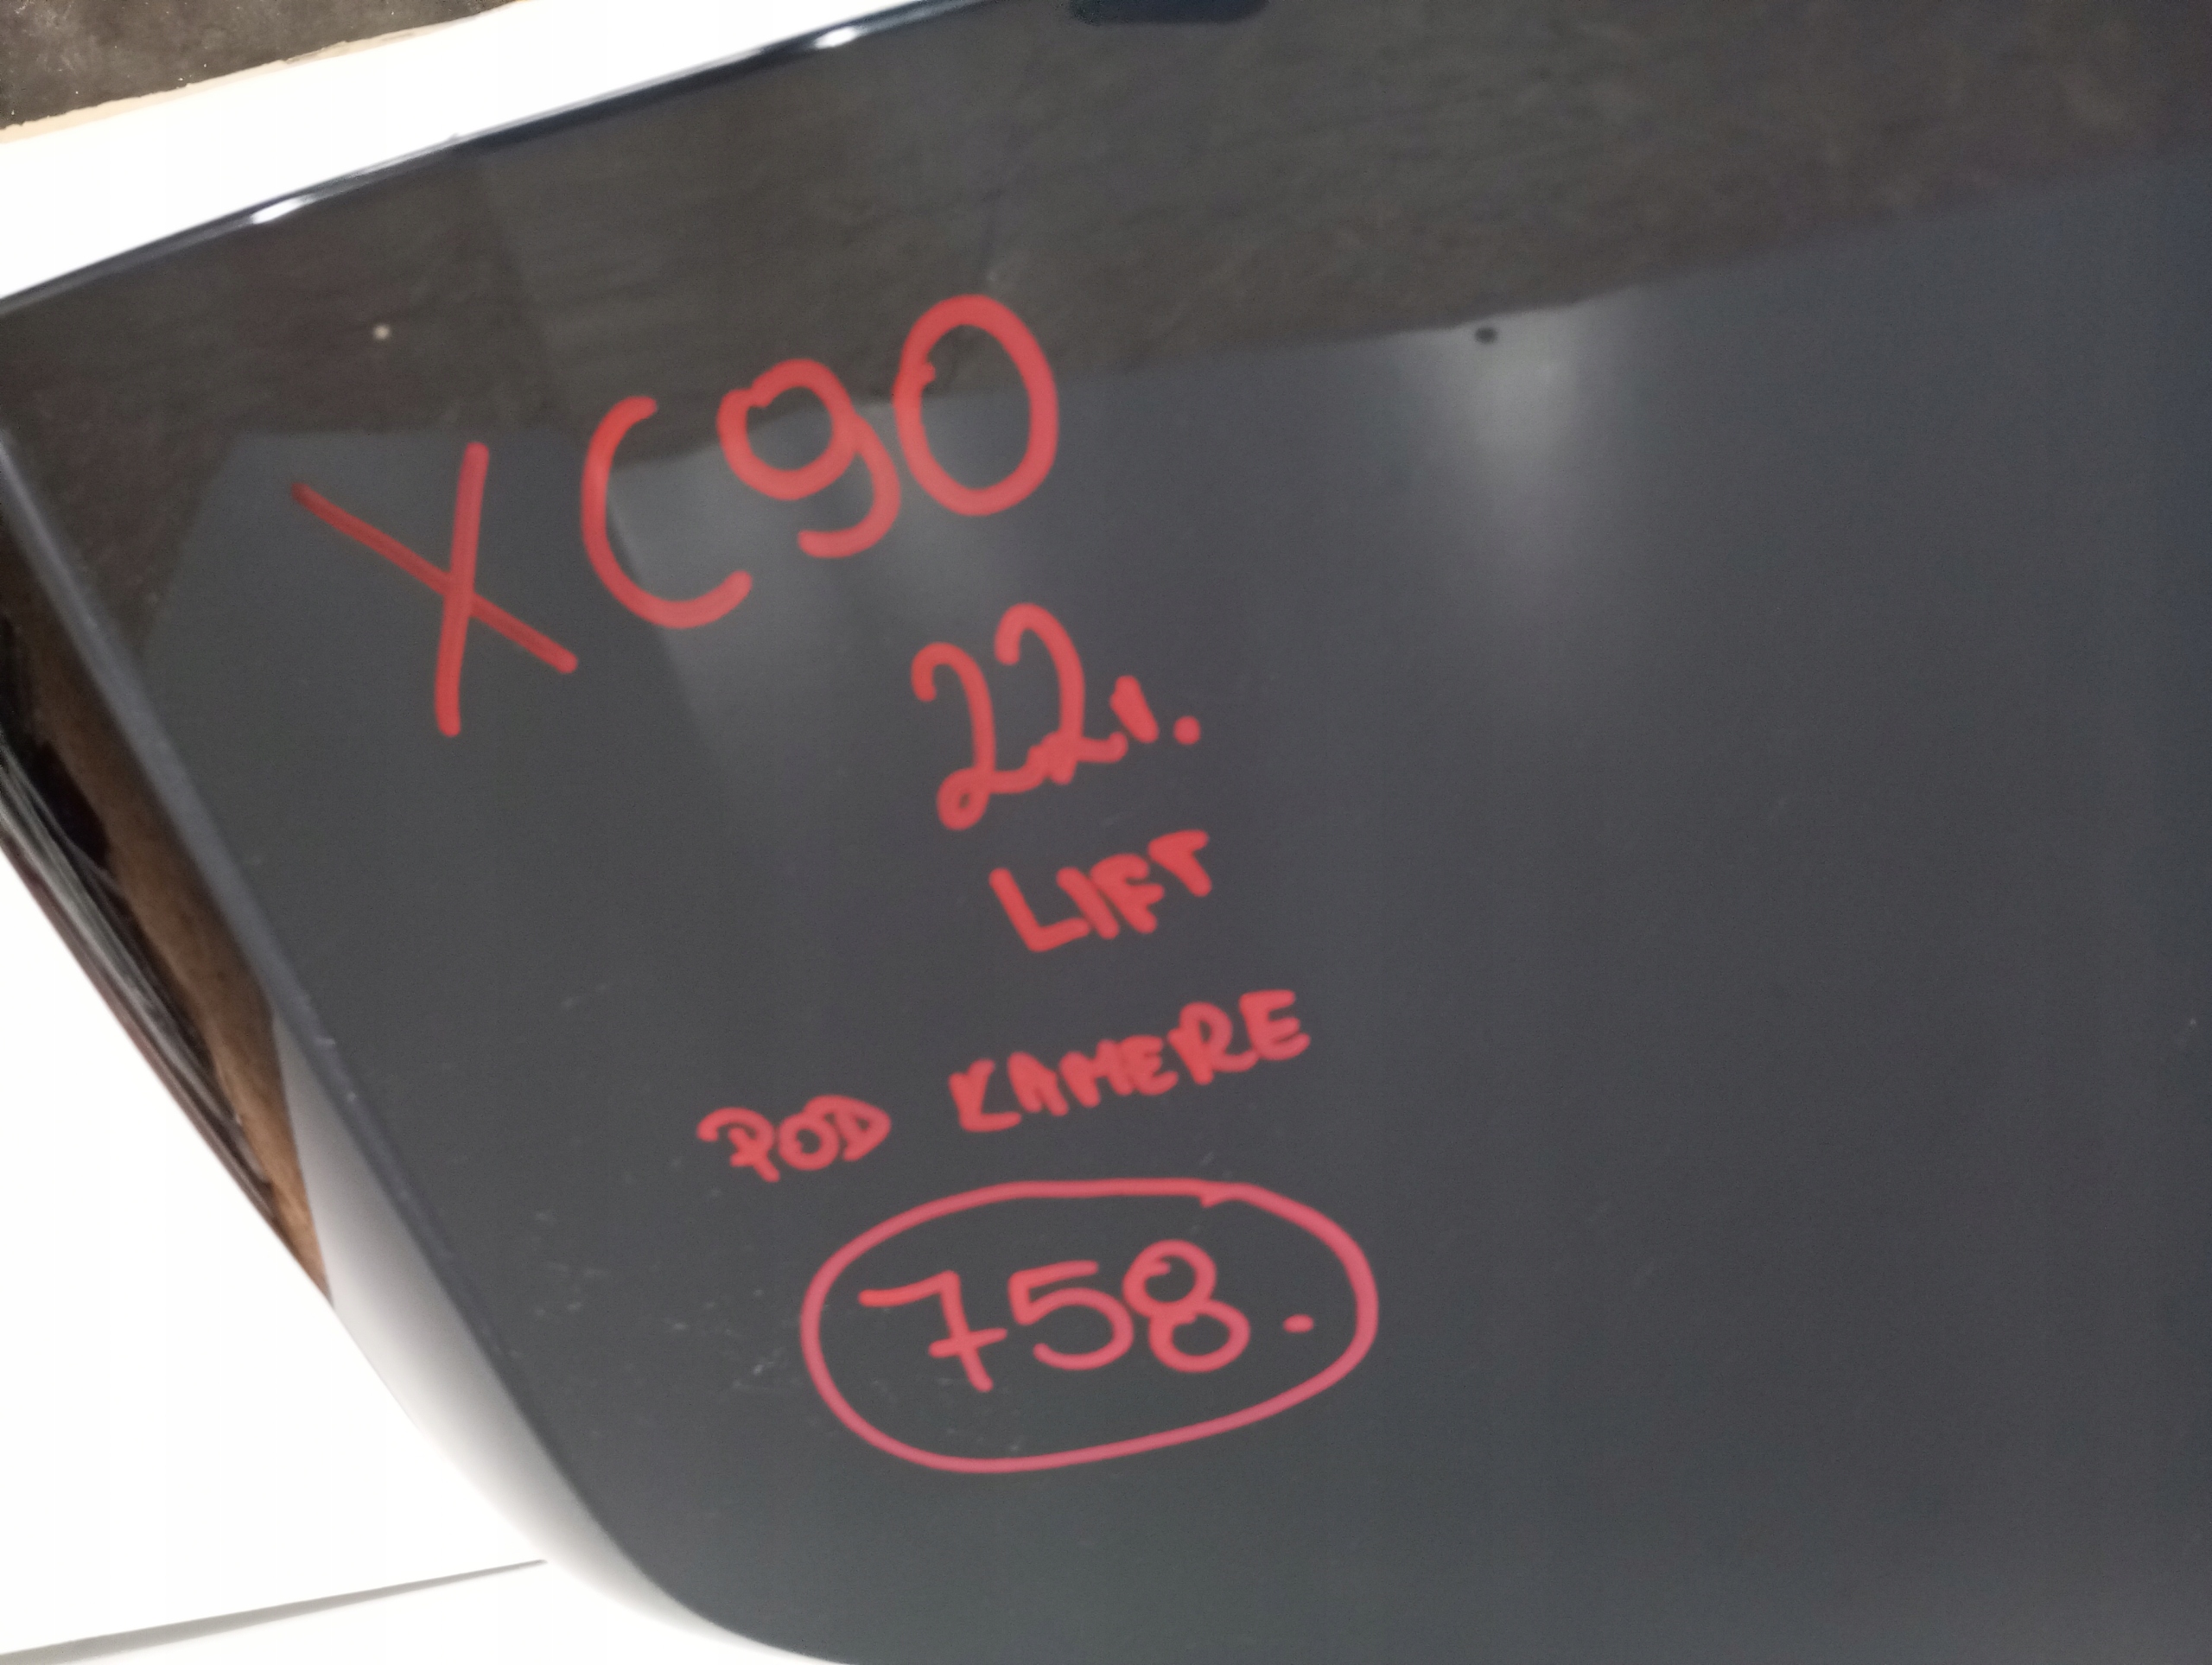 XC90
22r.
LIFT
POD KAMERE
758.